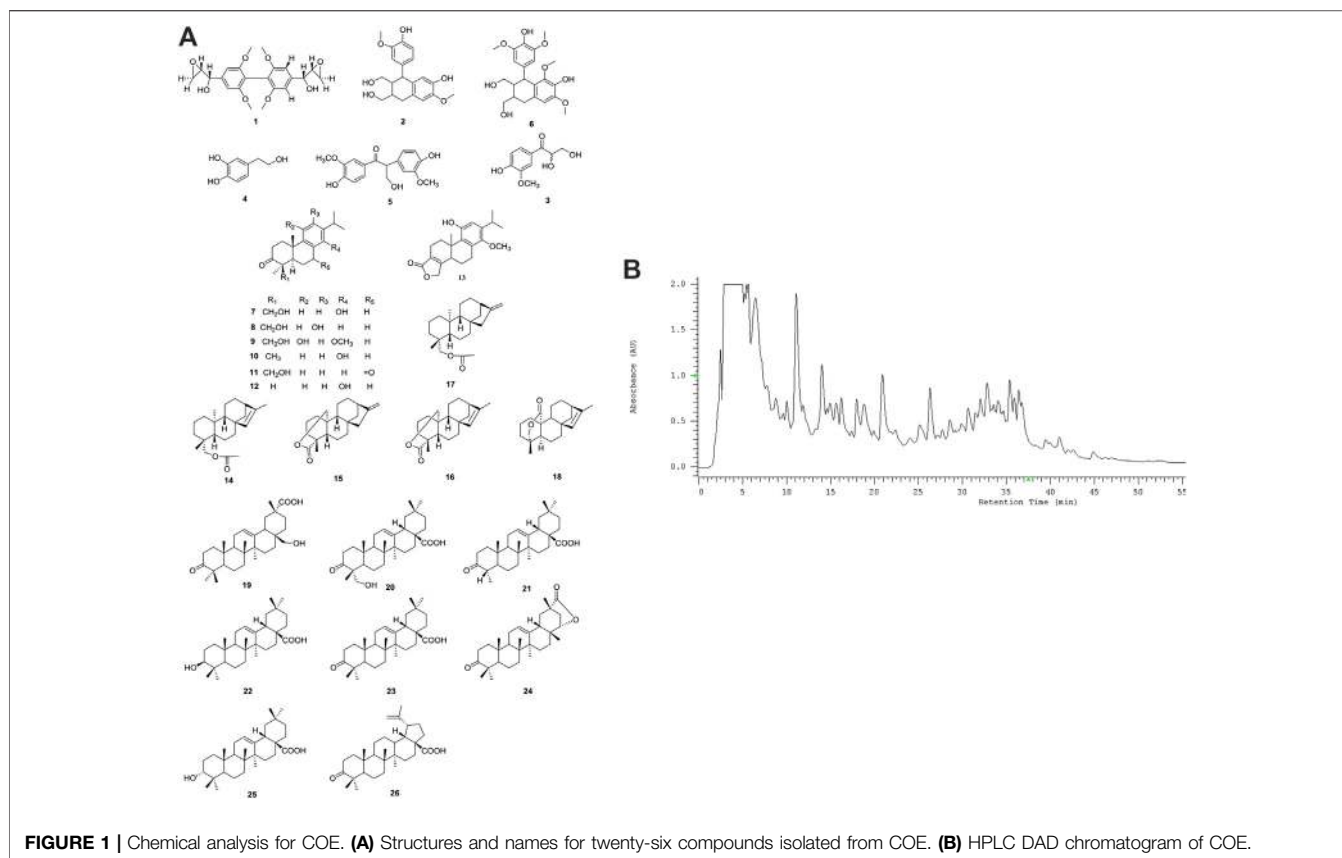 A
1
2
6
4
5
3
13
R1 R2 R3 R4 R5
7 CH2OH H H OH H
8 CH2OH H OH H H
9 CH2OH OH H OCH3 H
10 CH3 H H OH H
11 CH2OH H H H =O
12 H H H OH H
17
14
15
16
18
19
20
21
22
23
24
25
26
B
Absorbance (AU)
2.0
1.5
1.0
0.5
0.0
0 5 10 15 20 25 30 35 40 45 50 55
Retention Time (min)
FIGURE 1 | Chemical analysis for COE. (A) Structures and names for twenty-six compounds isolated from COE. (B) HPLC DAD chromatogram of COE.